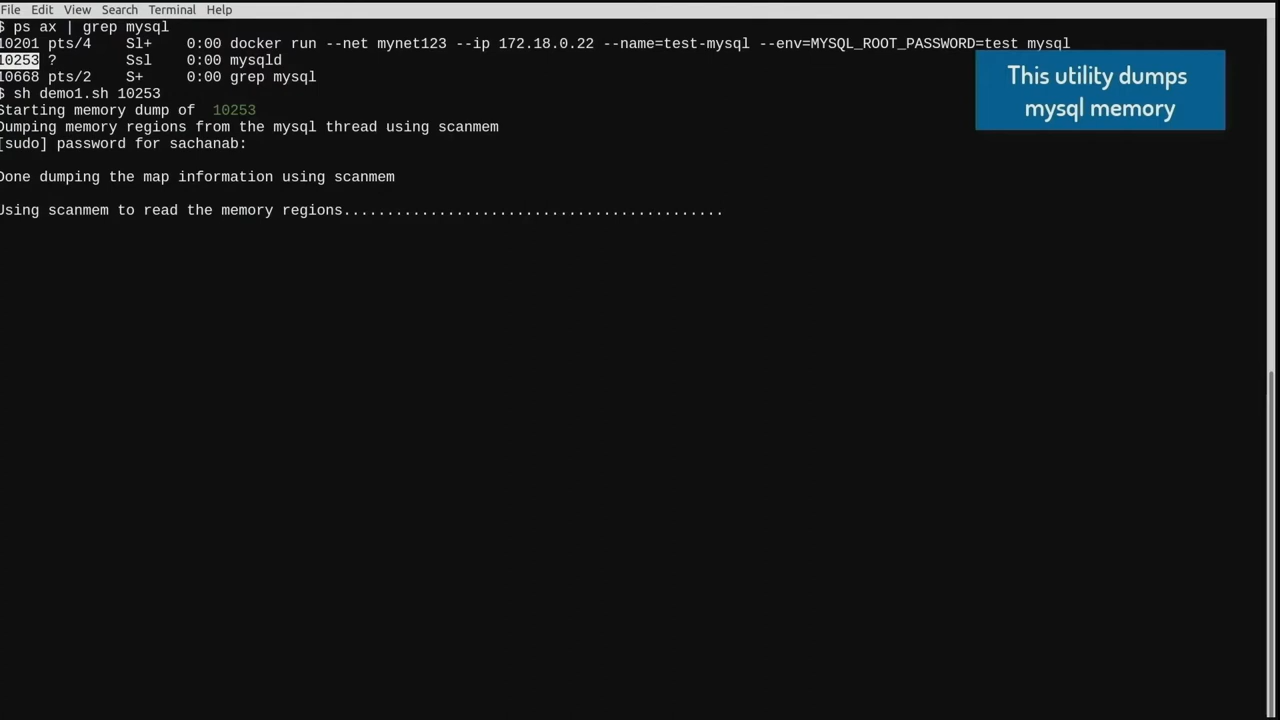 File Edit View Search Terminal Help
$ ps ax | grep mysql
10201 pts/4    Sl+    0:00 docker run --net mynet123 --ip 172.18.0.22 --name=test-mysql --env=MYSQL_ROOT_PASSWORD=test mysql
10253 ?        Ssl    0:00 mysqld
10668 pts/2    S+     0:00 grep mysql
$ sh demo1.sh 10253
Starting memory dump of  10253
Dumping memory regions from the mysql thread using scanmem
[sudo] password for sachanab:
Done dumping the map information using scanmem
Using scanmem to read the memory regions............................................
This utility dumps
mysql memory